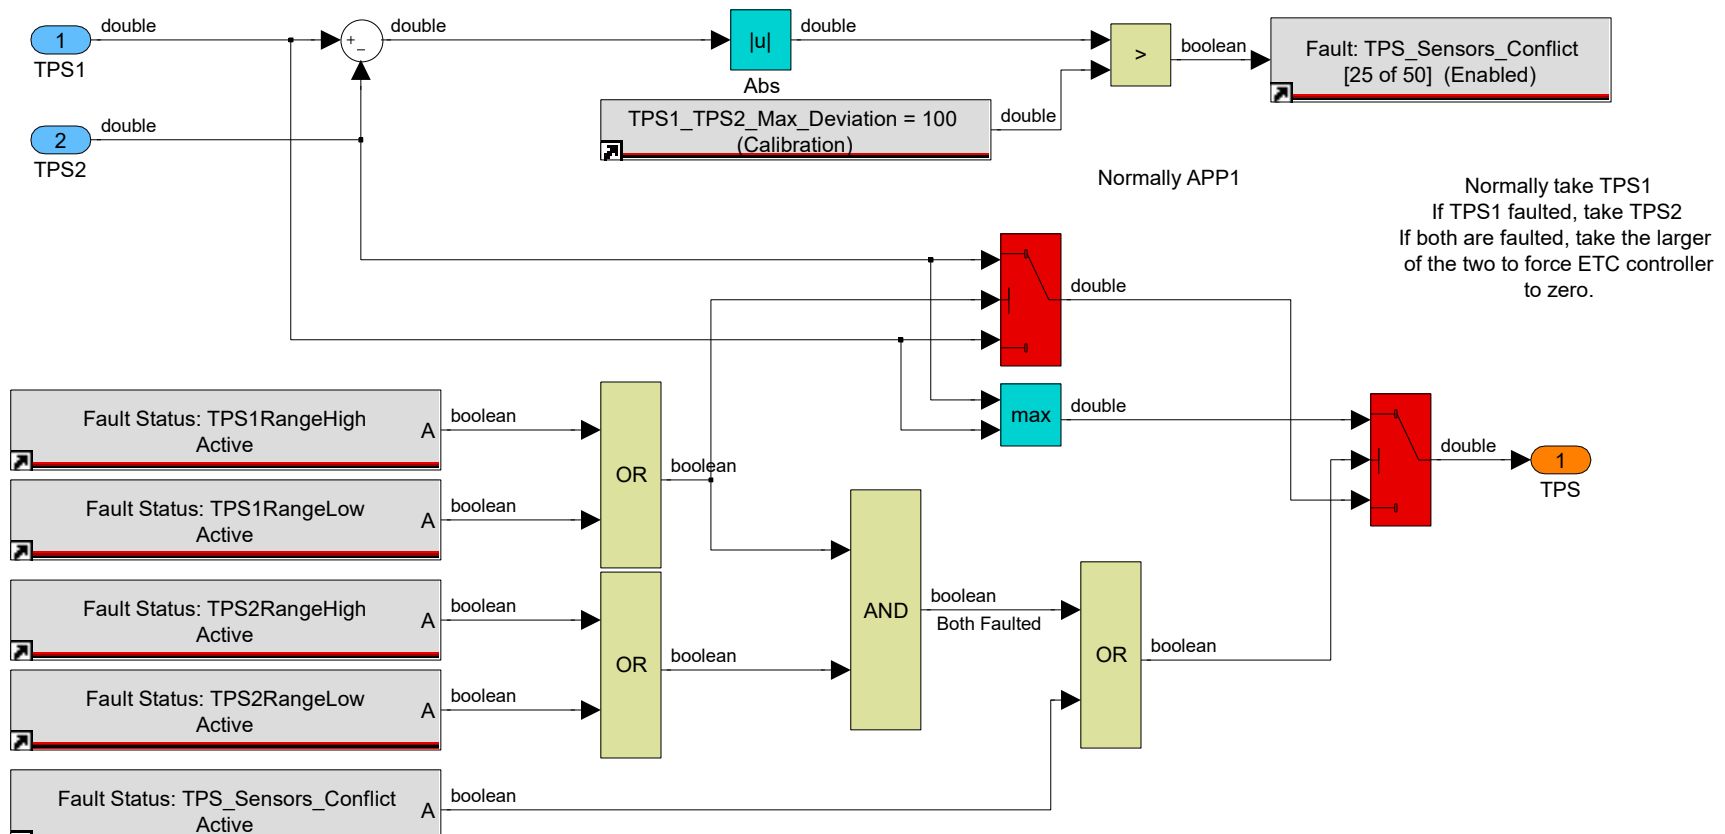 1
double
+
_
double
|u|
double
>
boolean
Fault: TPS_Sensors_Conflict
[25 of 50] (Enabled)
TPS1
Abs
TPS1_TPS2_Max_Deviation = 100
(Calibration)
double
2
double
TPS2
Normally APP1
Normally take TPS1
If TPS1 faulted, take TPS2
If both are faulted, take the larger
of the two to force ETC controller
to zero.
double
max
double
Fault Status: TPS1RangeHigh
Active
A
boolean
OR
boolean
Fault Status: TPS1RangeLow
Active
A
boolean
double
1
TPS
Fault Status: TPS2RangeHigh
Active
A
boolean
OR
boolean
AND
boolean
Both Faulted
OR
boolean
Fault Status: TPS2RangeLow
Active
A
boolean
Fault Status: TPS_Sensors_Conflict
Active
A
boolean